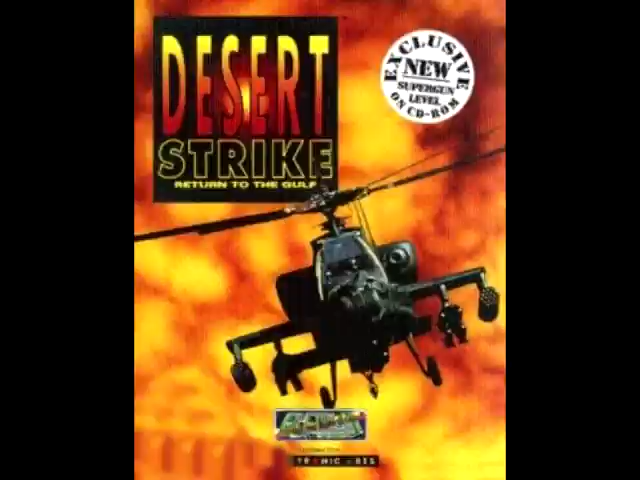 DESERT
STRIKE
RETURN TO THE GULF
EXCLUSIVE
NEW
SUPERGUN
LEVEL
ON CD-ROM